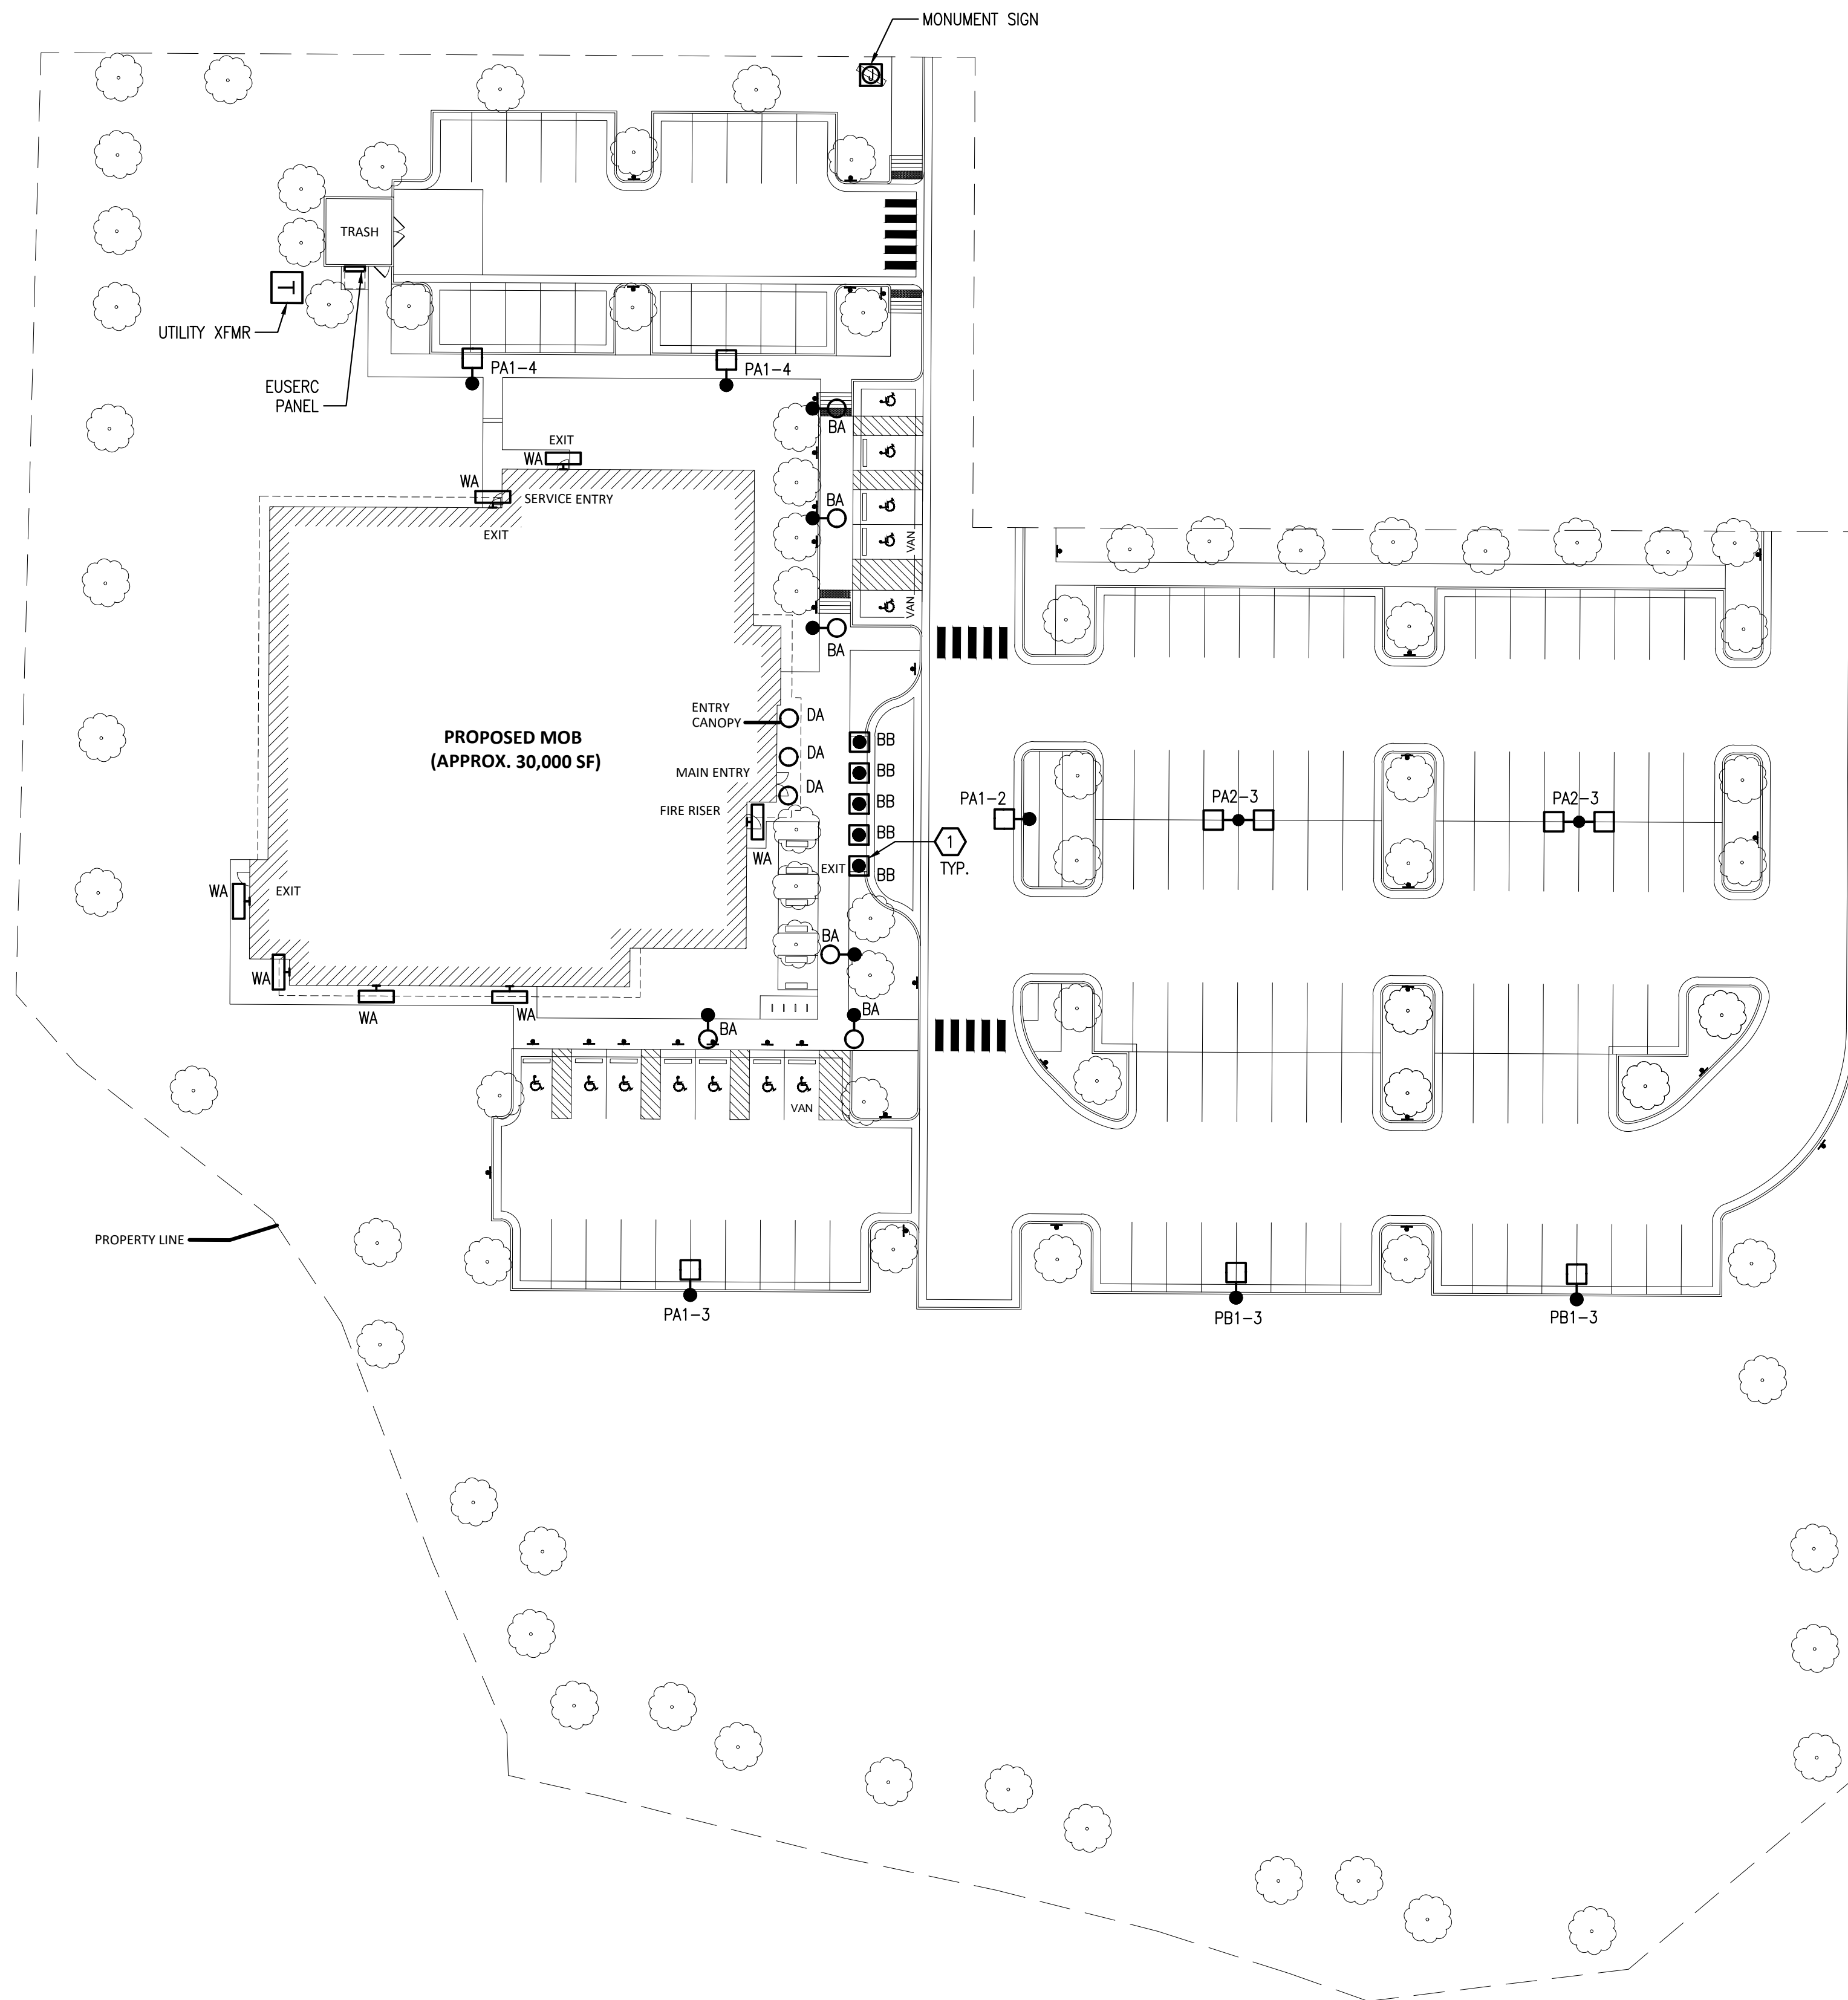 MONUMENT SIGN
J
TRASH
T
UTILITY XFMR
EUSERC
PANEL
PA1-4
PA1-4
BA
EXIT
WA
WA
SERVICE ENTRY
EXIT
BA
VAN
VAN
BA
ENTRY
CANOPY
DA
DA
DA
PROPOSED MOB
(APPROX. 30,000 SF)
MAIN ENTRY
FIRE RISER
BB
BB
BB
BB
BB
1
TYP.
PA1-2
PA2-3
PA2-3
WA
EXIT
WA
EXIT
BA
WA
WA
WA
BA
BA
VAN
PROPERTY LINE
PA1-3
PB1-3
PB1-3